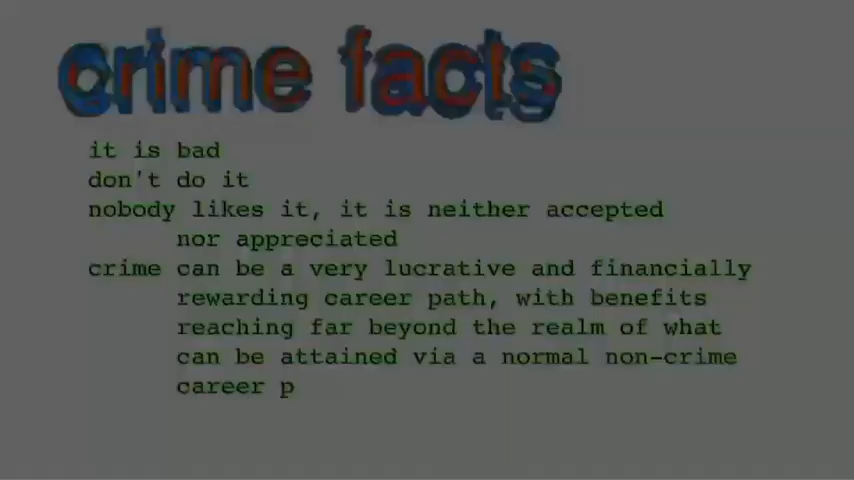 crime facts
it is bad
don't do it
nobody likes it, it is neither accepted
nor appreciated
crime can be a very lucrative and financially
rewarding career path, with benefits
reaching far beyond the realm of what
can be attained via a normal non-crime
career p